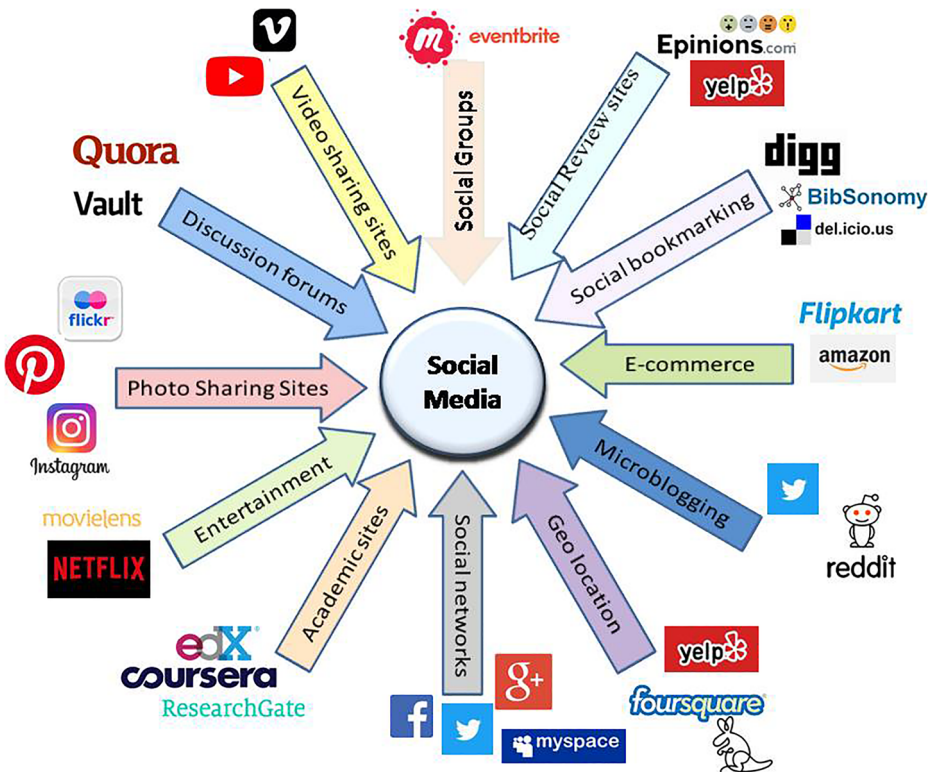 eventbrite
Epinions.com
yelp
Quora
Vault
Video sharing sites
Social Groups
Social Review sites
digg
BibSonomy
del.icio.us
Social bookmarking
Discussion forums
flickr
Photo Sharing Sites
Instagram
Social
Media
E-commerce
Flipkart
amazon
Microblogging
reddit
Entertainment
movielens
NETFLIX
Academic sites
edX
coursera
ResearchGate
Social networks
g+
f
myspace
Geo location
yelp
foursquare